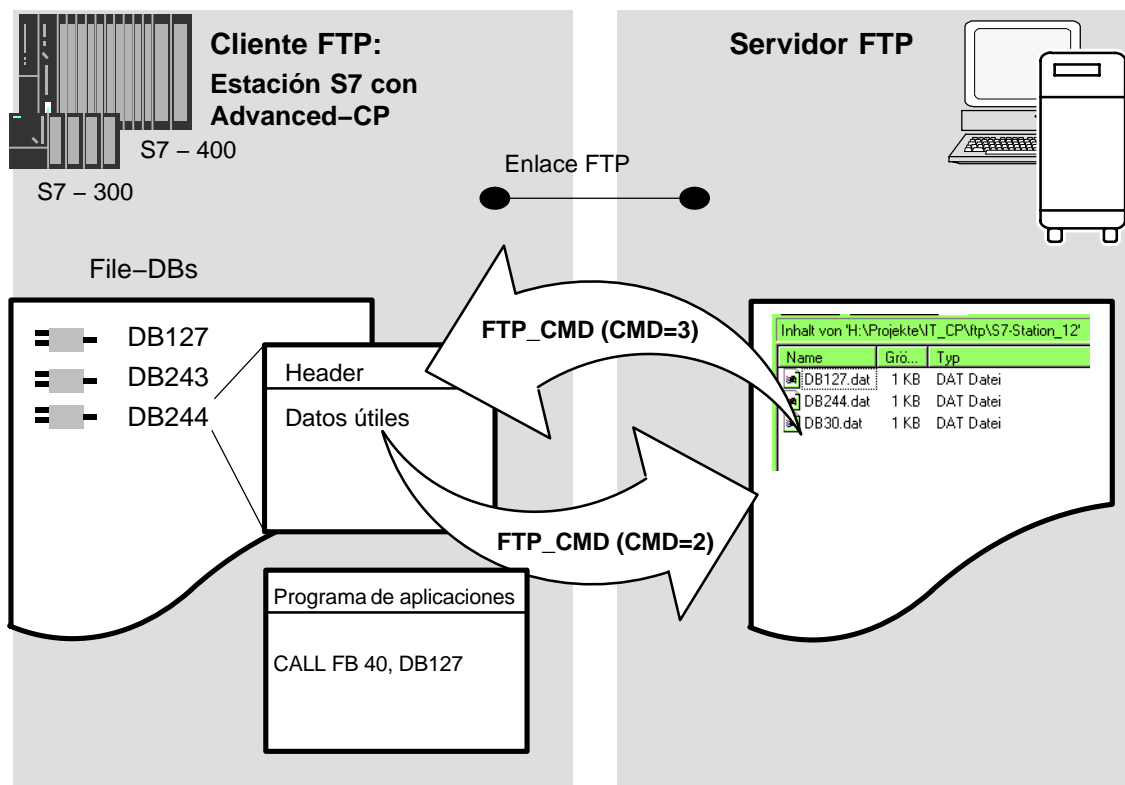 Cliente FTP:
Estación S7 con
Advanced–CP
S7 – 400
S7 – 300
Servidor FTP
Enlace FTP
File–DBs
DB127
DB243
DB244
Header
Datos útiles
FTP_CMD (CMD=3)
FTP_CMD (CMD=2)
Inhalt von 'H:\Projekte\IT_CP\ftp\S7-Station_12'
Name Grö... Typ
DB127.dat 1 KB DAT Datei
DB244.dat 1 KB DAT Datei
DB30.dat 1 KB DAT Datei
Programa de aplicaciones
CALL FB 40, DB127